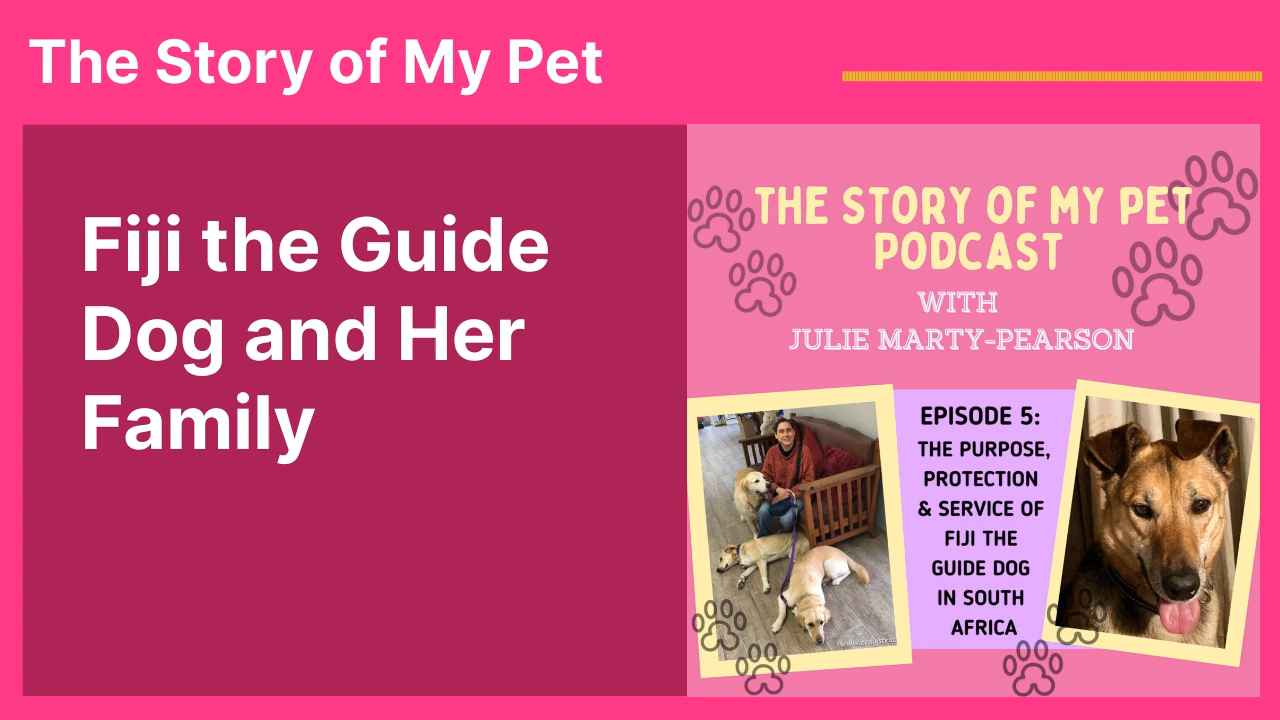 The Story of My Pet
Fiji the Guide
Dog and Her
Family
THE STORY OF MY PET
PODCAST
WITH
JULIE MARTY-PEARSON
EPISODE 5:
THE PURPOSE,
PROTECTION
& SERVICE OF
FIJI THE
GUIDE DOG
IN SOUTH
AFRICA